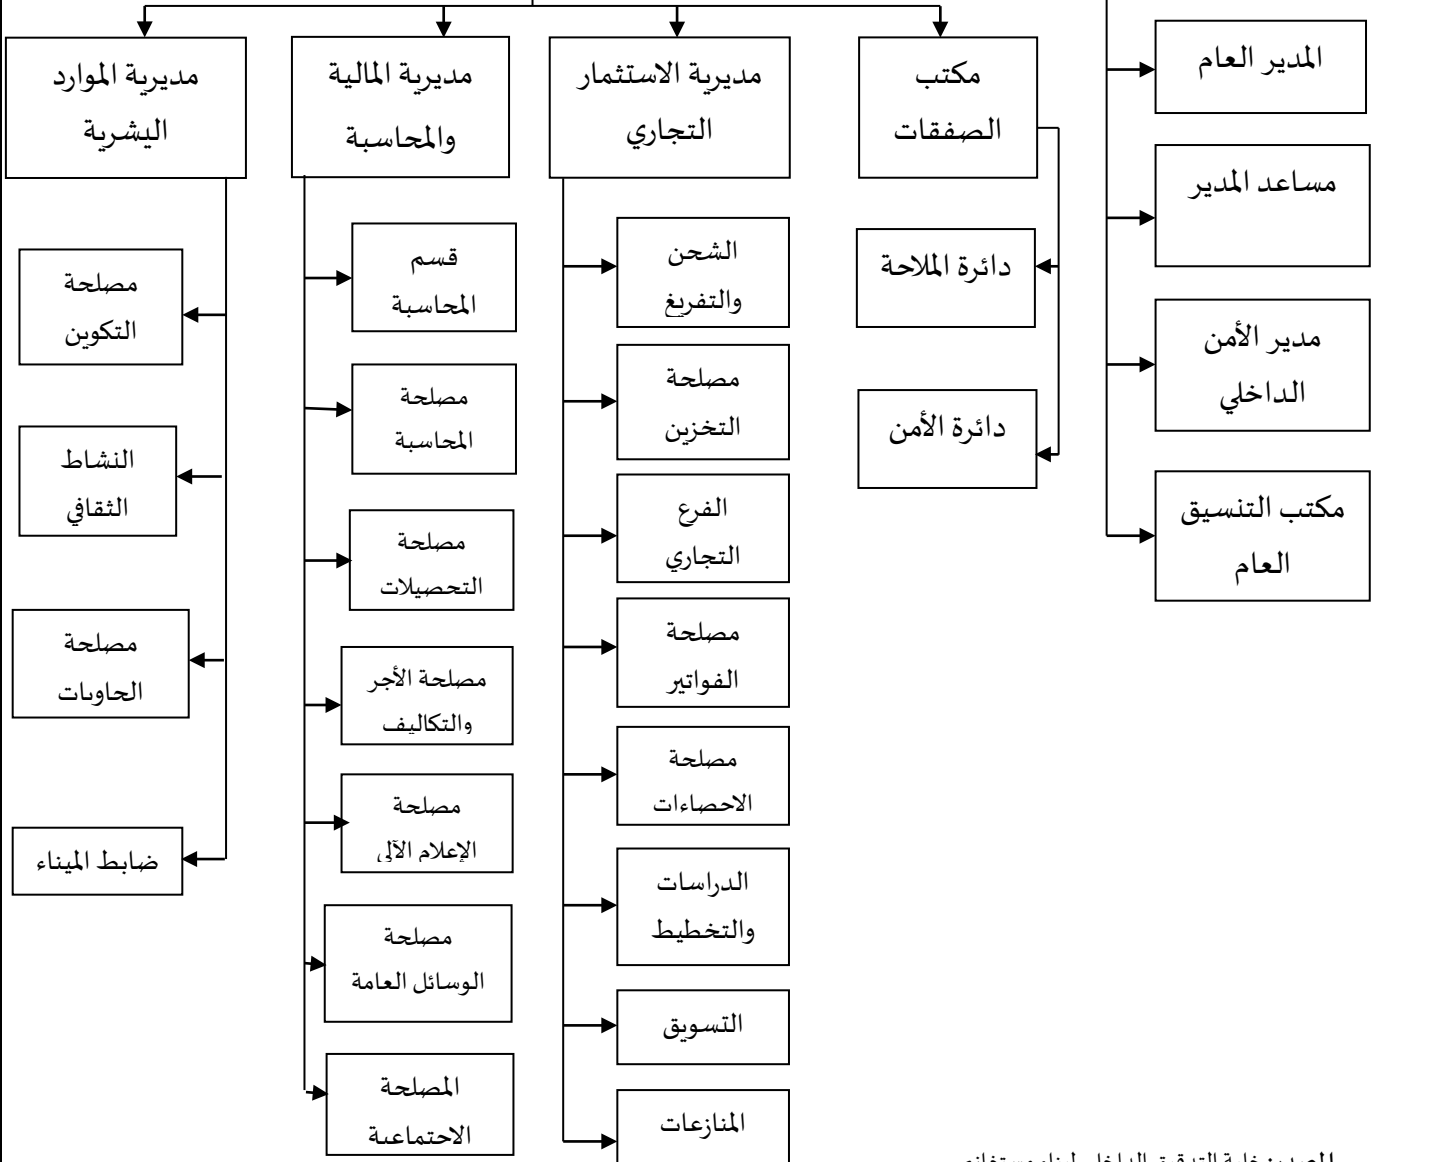 المدير العام
مساعد المدير
مدير الأمن
الداخلي
مكتب التنسيق
العام
مكتب
الصفقات
دائرة الملاحة
دائرة الأمن
مديرية الاستثمار
التجاري
الشحن
والتفريغ
مصلحة
التخزين
الفرع
التجاري
مصلحة
الفواتير
مصلحة
الاحصاءات
الدراسات
والتخطيط
التسويق
المنازعات
مديرية المالية
والمحاسبة
قسم
المحاسبة
مصلحة
المحاسبة
مصلحة
التحصيلات
مصلحة الأجر
والتكاليف
مصلحة
الإعلام الآلي
مصلحة
الوسائل العامة
المصلحة
الاجتماعية
مديرية الموارد
اليشرية
مصلحة
التكوين
النشاط
الثقافي
مصلحة
الحاويات
ضابط الميناء